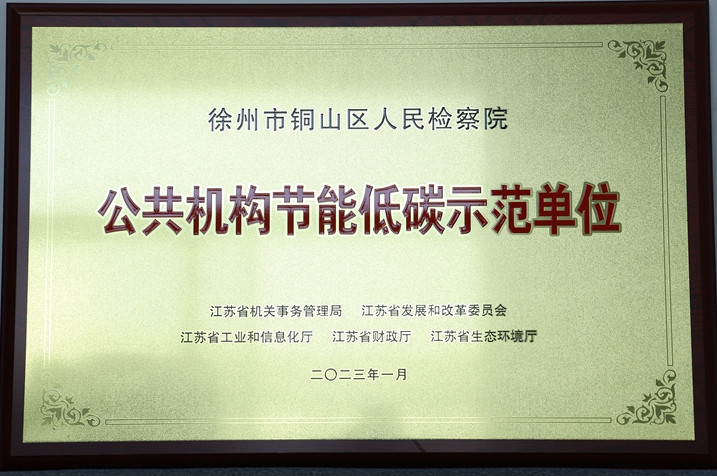 徐州市铜山区人民检察院
公共机构节能低碳示范单位
江苏省机关事务管理局 江苏省发展和改革委员会
江苏省工业和信息化厅 江苏省财政厅 江苏省生态环境厅
二〇二三年一月